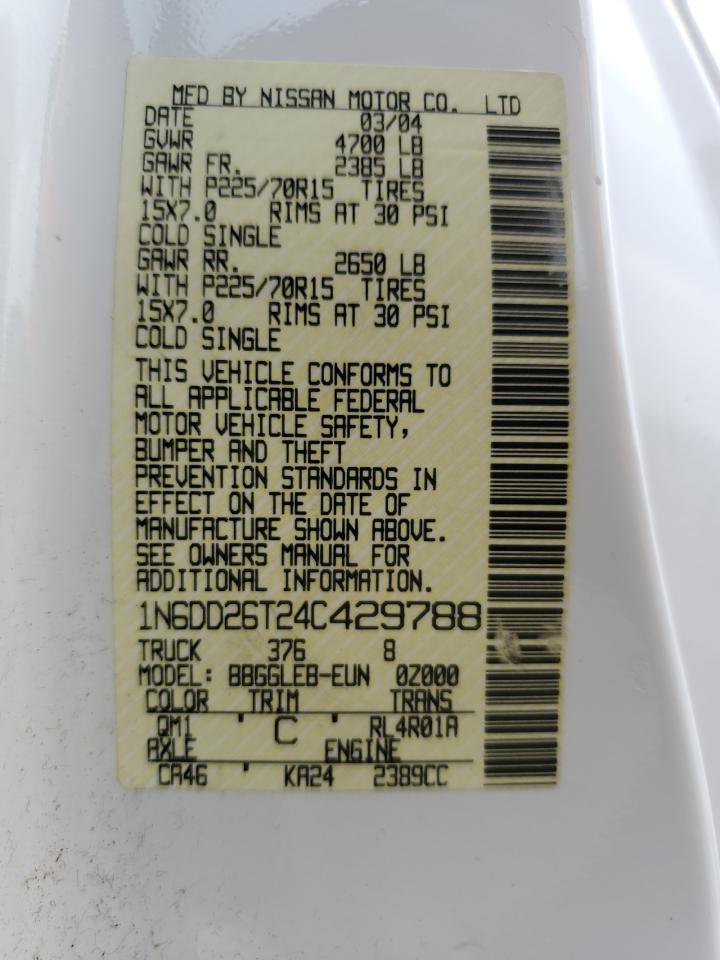 MFD BY NISSAN MOTOR CO. LTD
DATE 03/04
GVWR 4700 LB
GAWR FR. 2385 LB
WITH P225/70R15 TIRES
15X7.0 RIMS AT 30 PSI
COLD SINGLE
GAWR RR. 2650 LB
WITH P225/70R15 TIRES
15X7.0 RIMS AT 30 PSI
COLD SINGLE
THIS VEHICLE CONFORMS TO
ALL APPLICABLE FEDERAL
MOTOR VEHICLE SAFETY,
BUMPER AND THEFT
PREVENTION STANDARDS IN
EFFECT ON THE DATE OF
MANUFACTURE SHOWN ABOVE.
SEE OWNERS MANUAL FOR
ADDITIONAL INFORMATION.
1N6DD26T24C429788
TRUCK 376 8
MODEL: BBGGLEB-EUN 0Z000
COLOR TRIM TRANS
QM1 ' C ' RL4R01A
AXLE ENGINE
CA46 ' KA24 2389CC